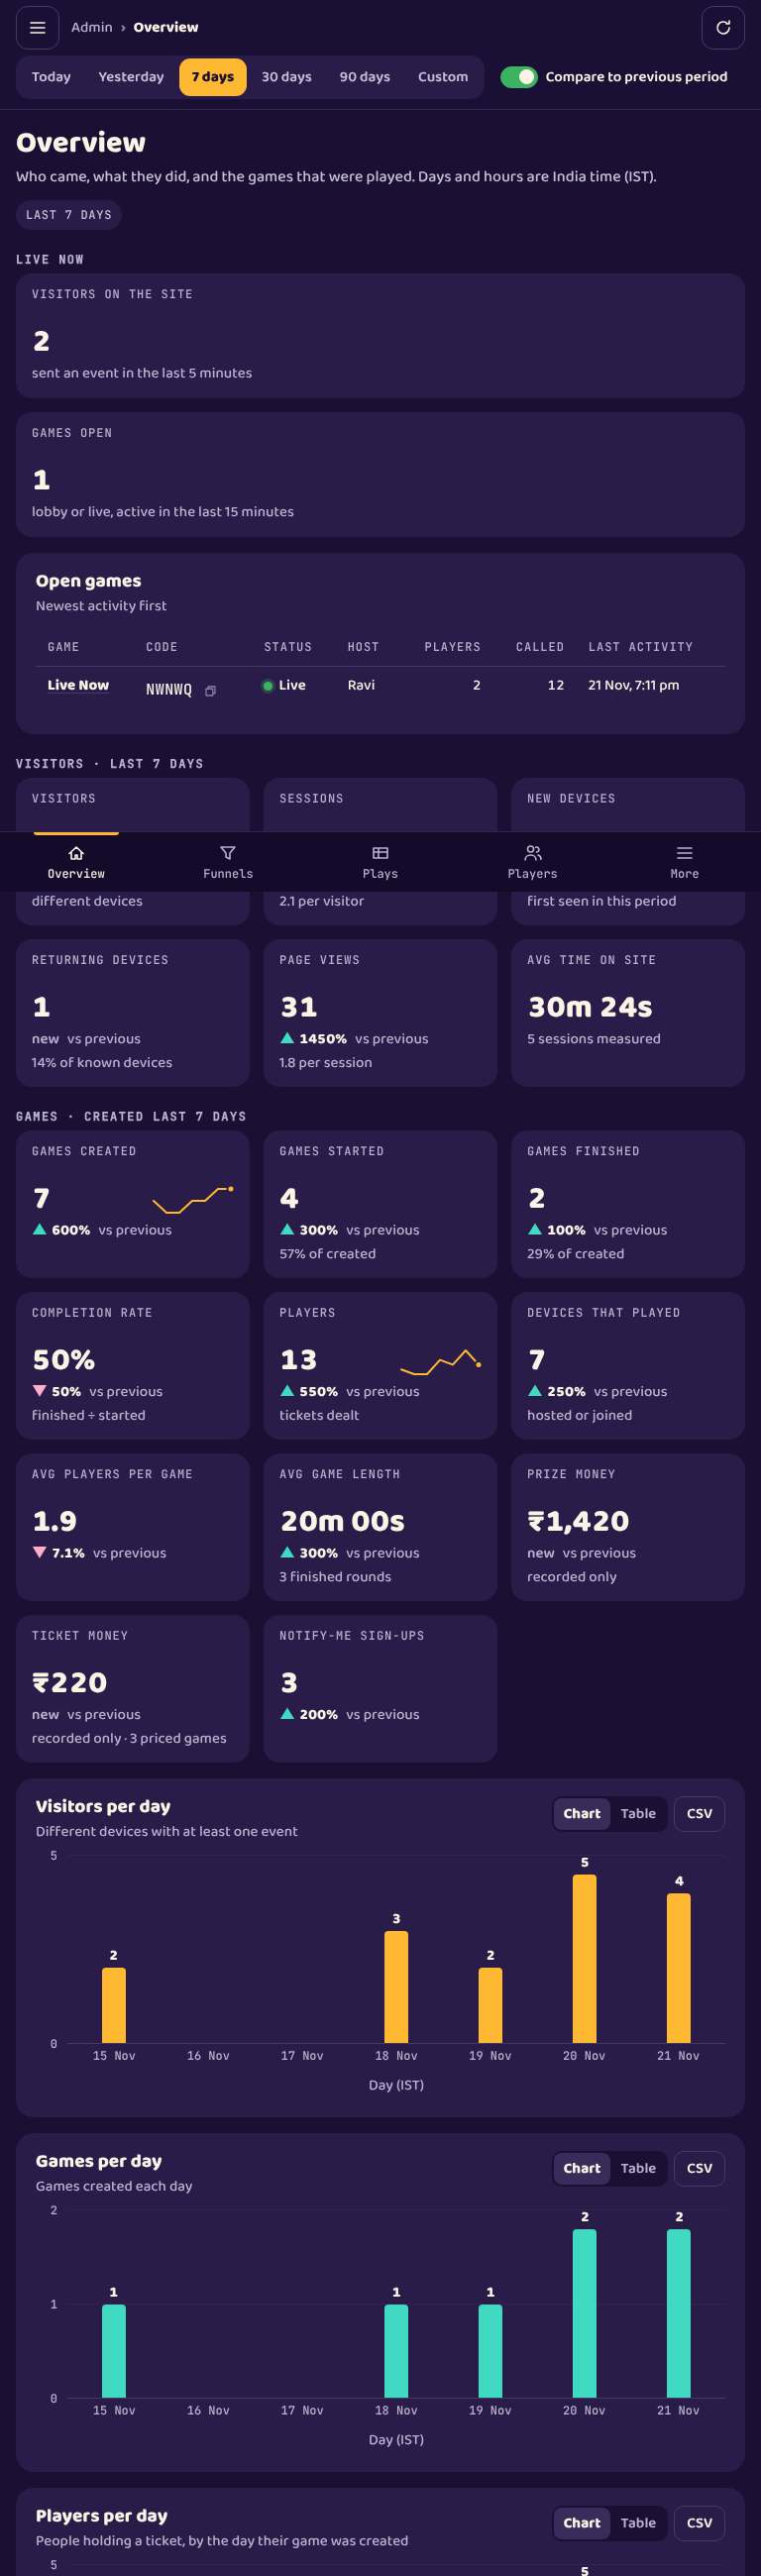 Admin › Overview
Today Yesterday 7 days 30 days 90 days Custom Compare to previous period
Overview
Who came, what they did, and the games that were played. Days and hours are India time (IST).
LAST 7 DAYS
LIVE NOW
VISITORS ON THE SITE
2
sent an event in the last 5 minutes
GAMES OPEN
1
lobby or live, active in the last 15 minutes
Open games
Newest activity first
GAME CODE STATUS HOST PLAYERS CALLED LAST ACTIVITY
Live Now NWNWQ Live Ravi 2 12 21 Nov, 7:11 pm
VISITORS · LAST 7 DAYS
VISITORS SESSIONS NEW DEVICES
Overview Funnels Plays Players More
different devices 2.1 per visitor first seen in this period
RETURNING DEVICES PAGE VIEWS AVG TIME ON SITE
1 31 30m 24s
new vs previous ▲ 1450% vs previous 5 sessions measured
14% of known devices 1.8 per session
GAMES · CREATED LAST 7 DAYS
GAMES CREATED GAMES STARTED GAMES FINISHED
7 4 2
▲ 600% vs previous ▲ 300% vs previous ▲ 100% vs previous
57% of created 29% of created
COMPLETION RATE PLAYERS DEVICES THAT PLAYED
50% 13 7
▼ 50% vs previous ▲ 550% vs previous ▲ 250% vs previous
finished ÷ started tickets dealt hosted or joined
AVG PLAYERS PER GAME AVG GAME LENGTH PRIZE MONEY
1.9 20m 00s ₹1,420
▼ 7.1% vs previous ▲ 300% vs previous new vs previous
3 finished rounds recorded only
TICKET MONEY NOTIFY-ME SIGN-UPS
₹220 3
new vs previous ▲ 200% vs previous
recorded only · 3 priced games
Visitors per day Chart Table CSV
Different devices with at least one event
5
5
4
3
2
2
0
15 Nov 16 Nov 17 Nov 18 Nov 19 Nov 20 Nov 21 Nov
Day (IST)
Games per day Chart Table CSV
Games created each day
2
2 2
1 1 1
1
0
15 Nov 16 Nov 17 Nov 18 Nov 19 Nov 20 Nov 21 Nov
Day (IST)
Players per day Chart Table CSV
People holding a ticket, by the day their game was created
5
5